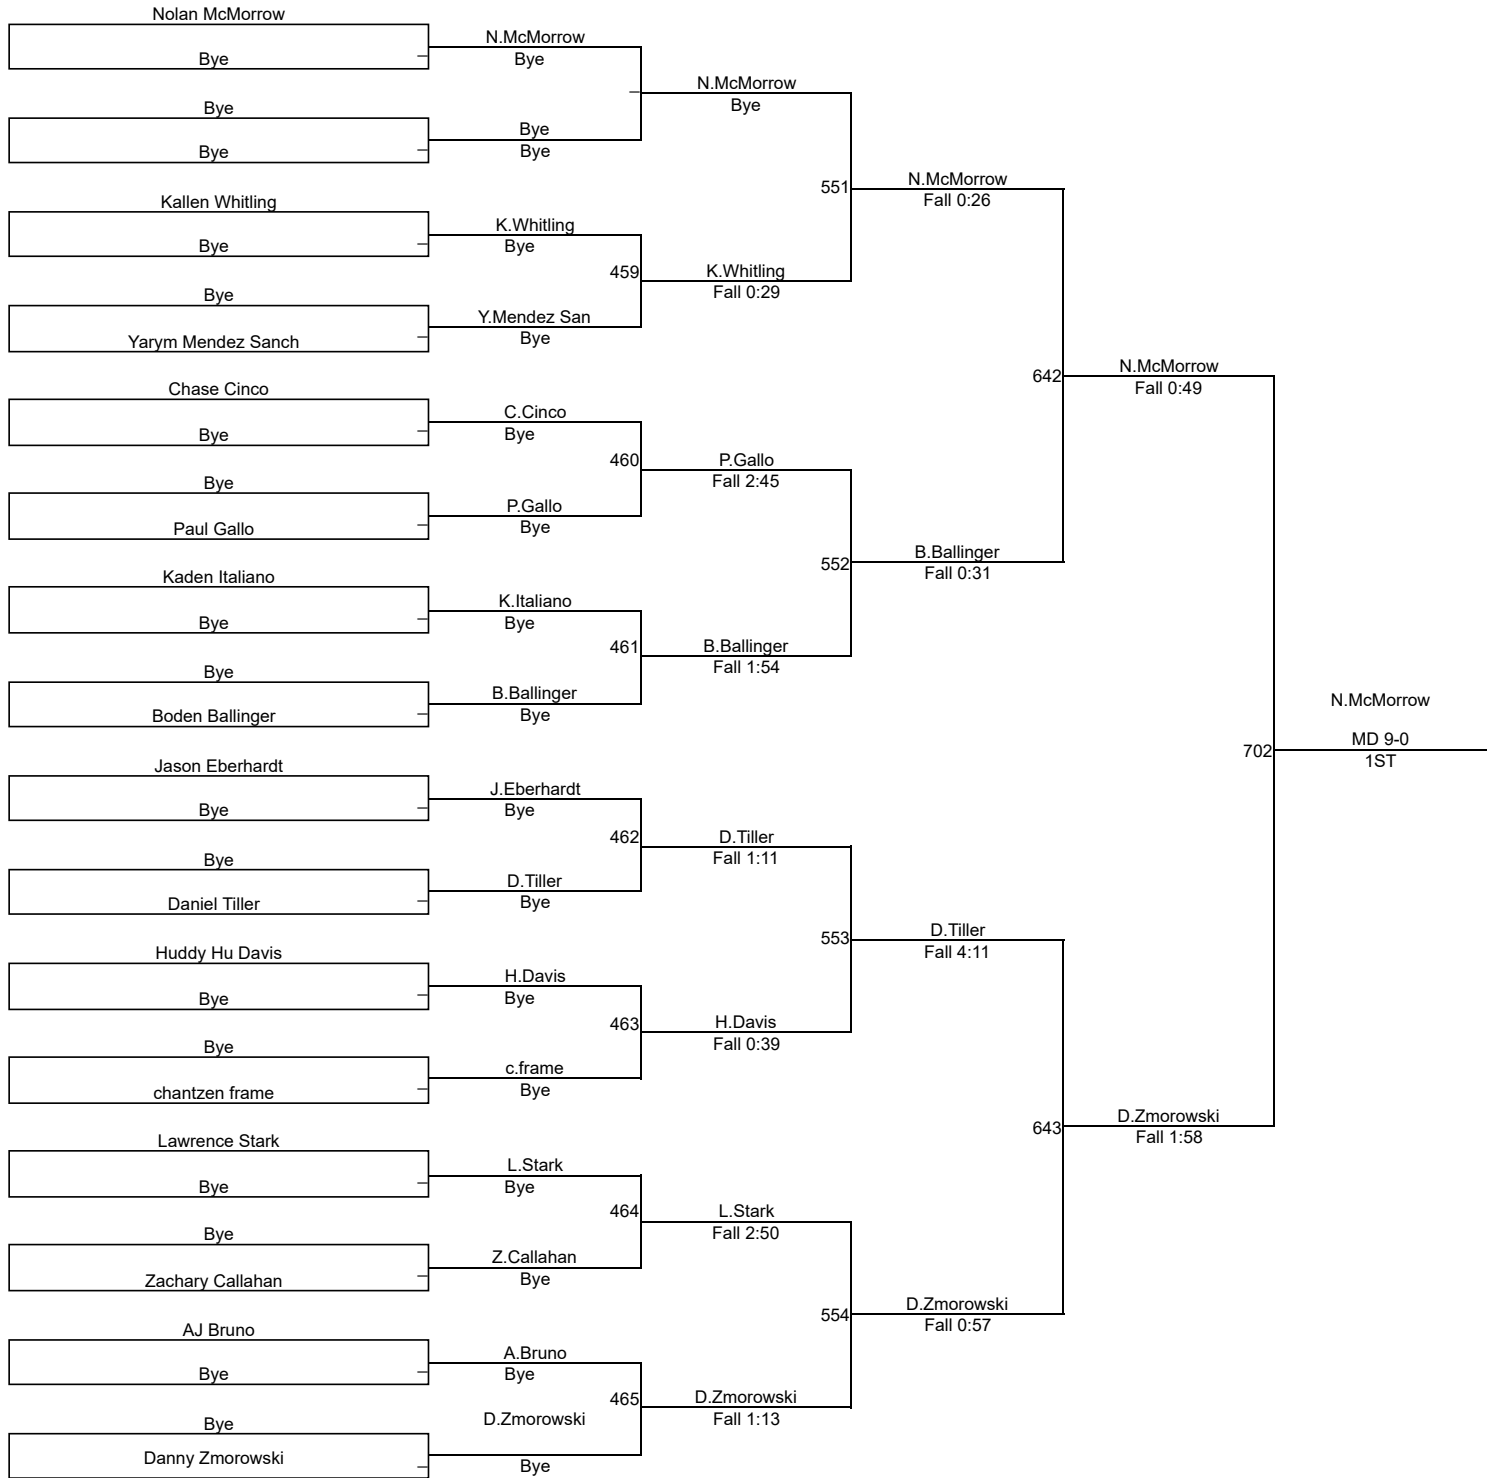 Nolan McMorrow
Bye
Bye
Bye
Kallen Whitling
Bye
Bye
Yarym Mendez Sanch
Chase Cinco
Bye
Bye
Paul Gallo
Kaden Italiano
Bye
Bye
Boden Ballinger
Jason Eberhardt
Bye
Bye
Daniel Tiller
Huddy Hu Davis
Bye
Bye
chantzen frame
Lawrence Stark
Bye
Bye
Zachary Callahan
AJ Bruno
Bye
Bye
Danny Zmorowski
N.McMorrow
Bye
Bye
Bye
K.Whitling
Bye
459
Y.Mendez San
Bye
C.Cinco
Bye
460
P.Gallo
Bye
K.Italiano
Bye
461
B.Ballinger
Bye
J.Eberhardt
Bye
462
D.Tiller
Bye
H.Davis
Bye
463
c.frame
Bye
L.Stark
Bye
464
Z.Callahan
Bye
A.Bruno
Bye
465
D.Zmorowski
Bye
N.McMorrow
Bye
551
K.Whitling
Fall 0:29
P.Gallo
Fall 2:45
552
B.Ballinger
Fall 1:54
D.Tiller
Fall 1:11
553
H.Davis
Fall 0:39
L.Stark
Fall 2:50
554
D.Zmorowski
Fall 1:13
N.McMorrow
Fall 0:26
642
B.Ballinger
Fall 0:31
D.Tiller
Fall 4:11
643
D.Zmorowski
Fall 0:57
N.McMorrow
Fall 0:49
702
D.Zmorowski
Fall 1:58
N.McMorrow
MD 9-0
1ST